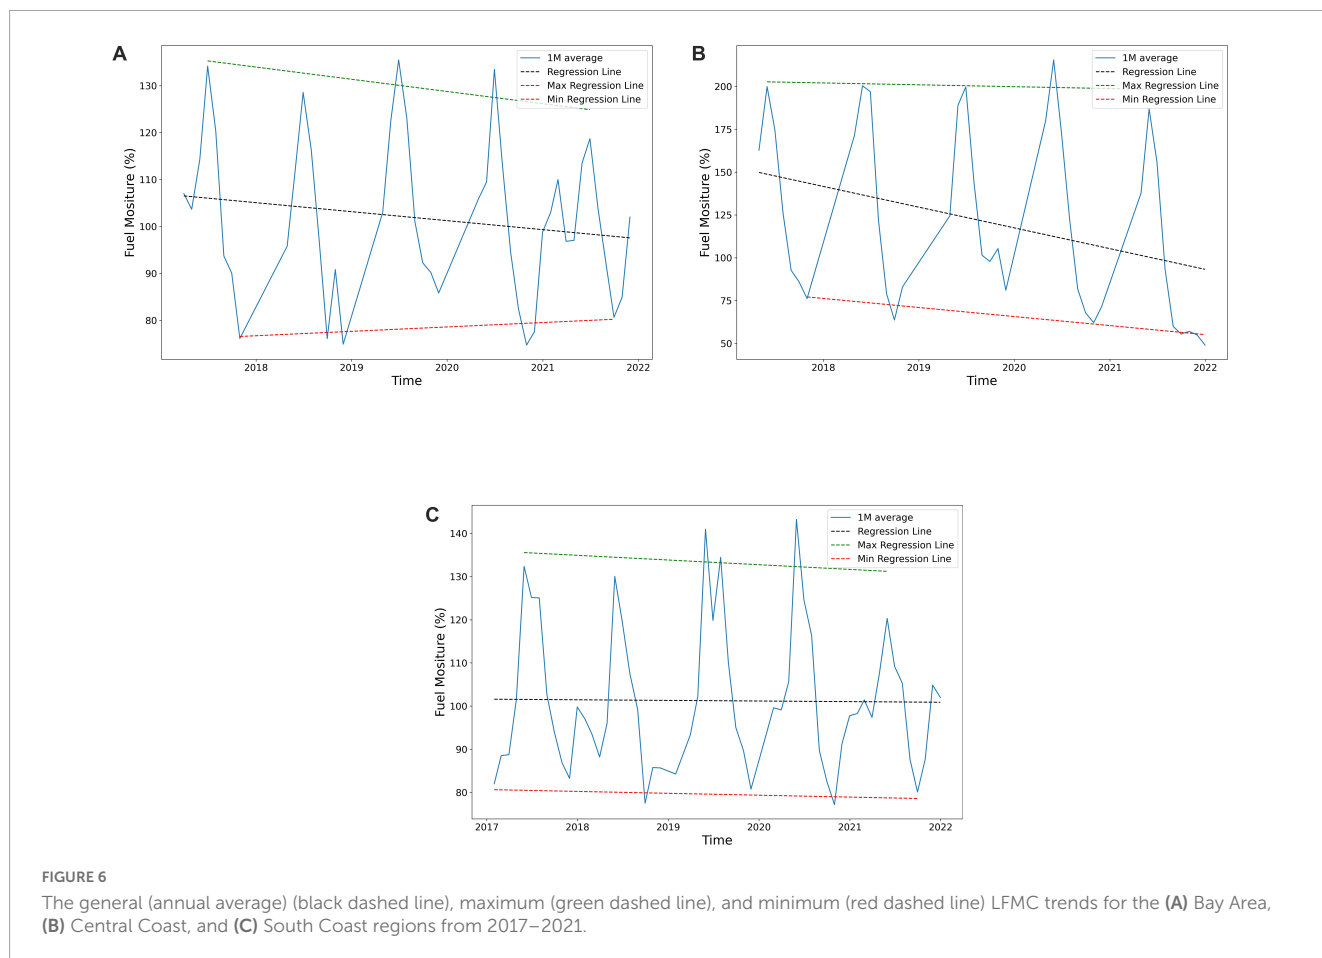 A
1M average
Regression Line
Max Regression Line
Min Regression Line
130
120
110
100
90
80
Fuel Mositure (%)
2018
2019
2020
2021
2022
Time
B
1M average
Regression Line
Max Regression Line
Min Regression Line
200
175
150
125
100
75
50
Fuel Mositure (%)
2018
2019
2020
2021
2022
Time
C
1M average
Regression Line
Max Regression Line
Min Regression Line
140
130
120
110
100
90
80
Fuel Mositure (%)
2017
2018
2019
2020
2021
2022
Time
FIGURE 6
The general (annual average) (black dashed line), maximum (green dashed line), and minimum (red dashed line) LFMC trends for the (A) Bay Area,
(B) Central Coast, and (C) South Coast regions from 2017–2021.